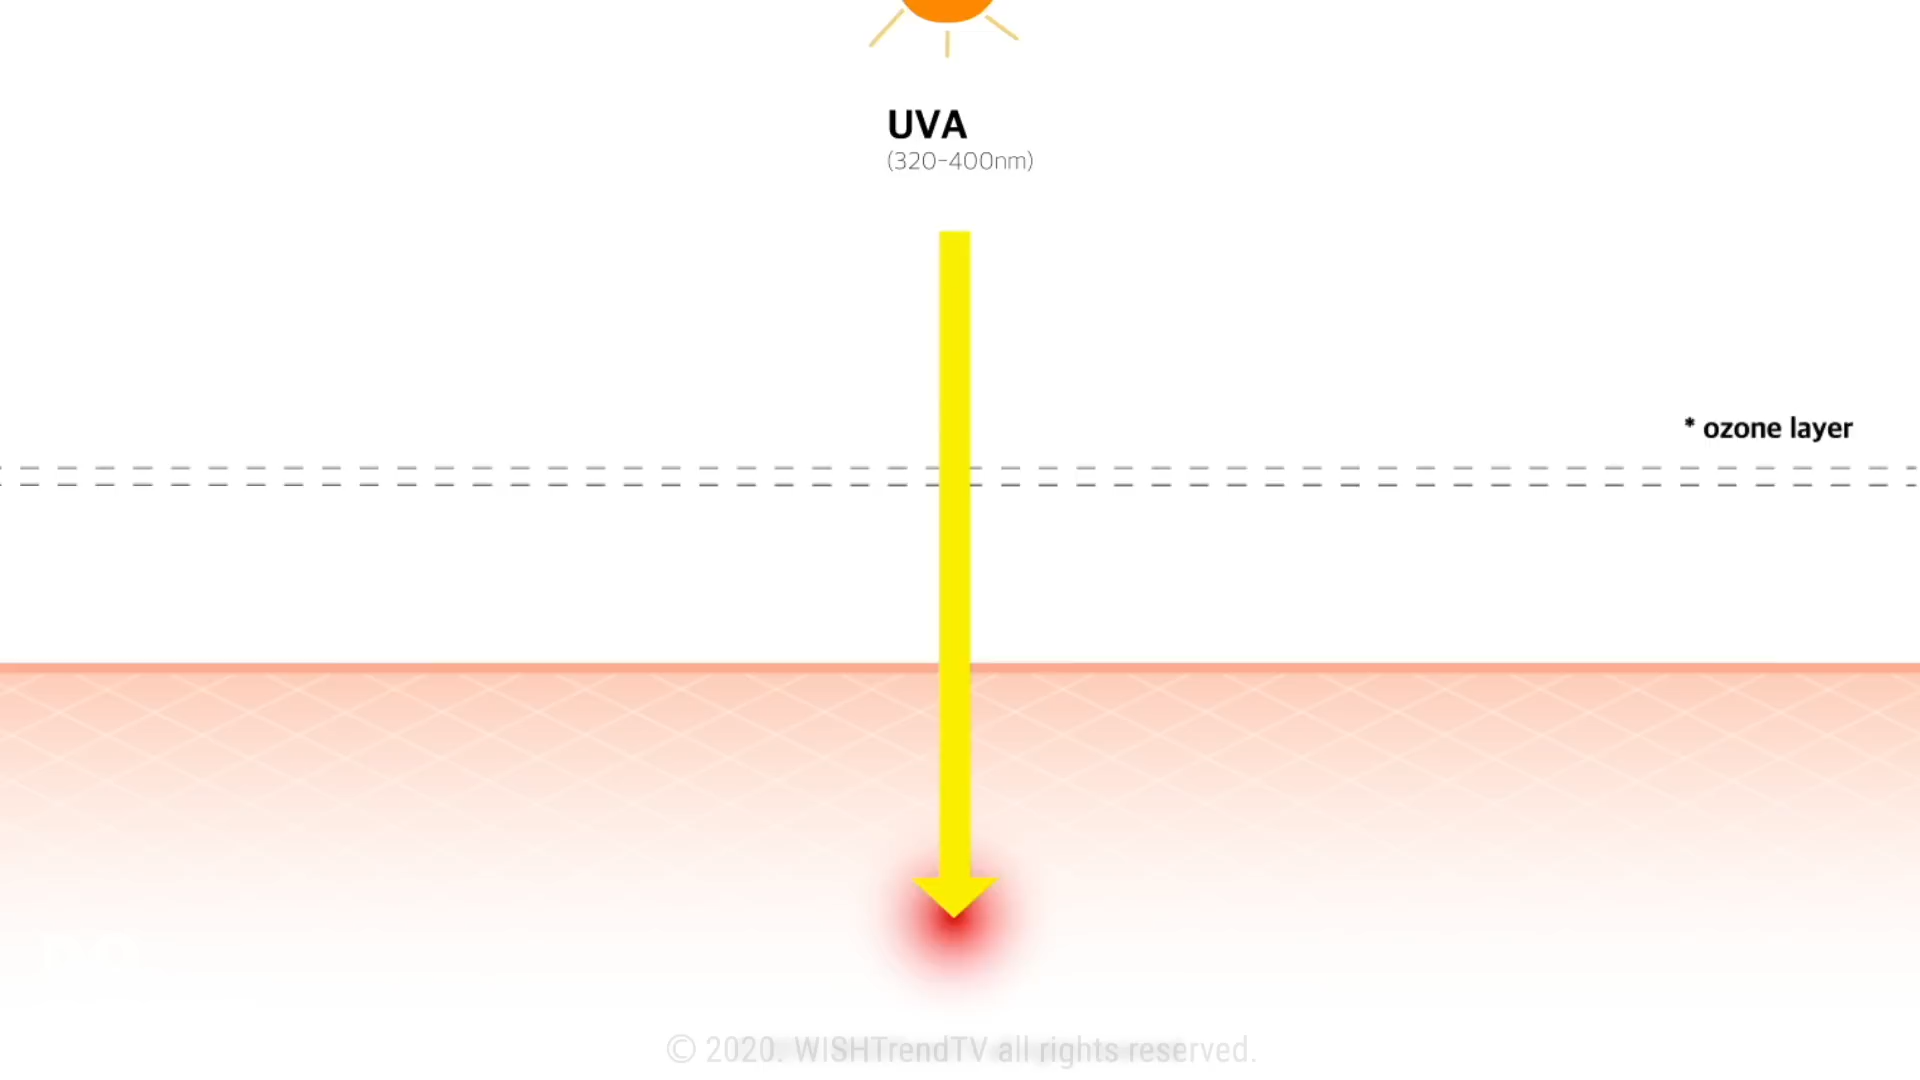 UVA
(320-400nm)
* ozone layer
© 2020. WISHTrendTV all rights reserved.